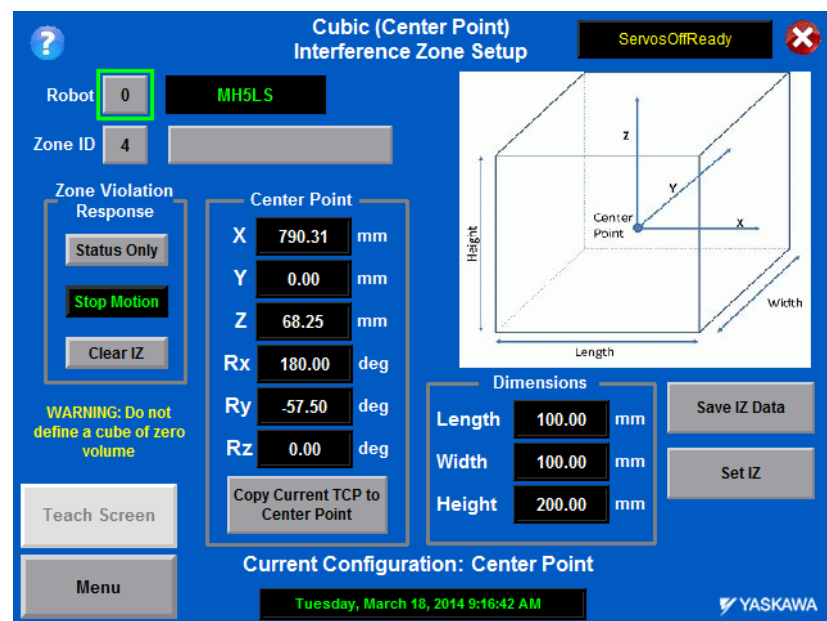 Cubic (Center Point)
Interference Zone Setup
ServosOffReady
?
Robot 0 MH5LS
Zone ID 4
Zone Violation
Response
Status Only
Stop Motion
Clear IZ
WARNING: Do not
define a cube of zero
volume
Teach Screen
Menu
Center Point
X 790.31 mm
Y 0.00 mm
Z 68.25 mm
Rx 180.00 deg
Ry -57.50 deg
Rz 0.00 deg
Copy Current TCP to
Center Point
z
Y
X
Center
Point
Height
Width
Length
Dimensions
Length 100.00 mm
Width 100.00 mm
Height 200.00 mm
Save IZ Data
Set IZ
Current Configuration: Center Point
Tuesday, March 18, 2014 9:16:42 AM
YASKAWA